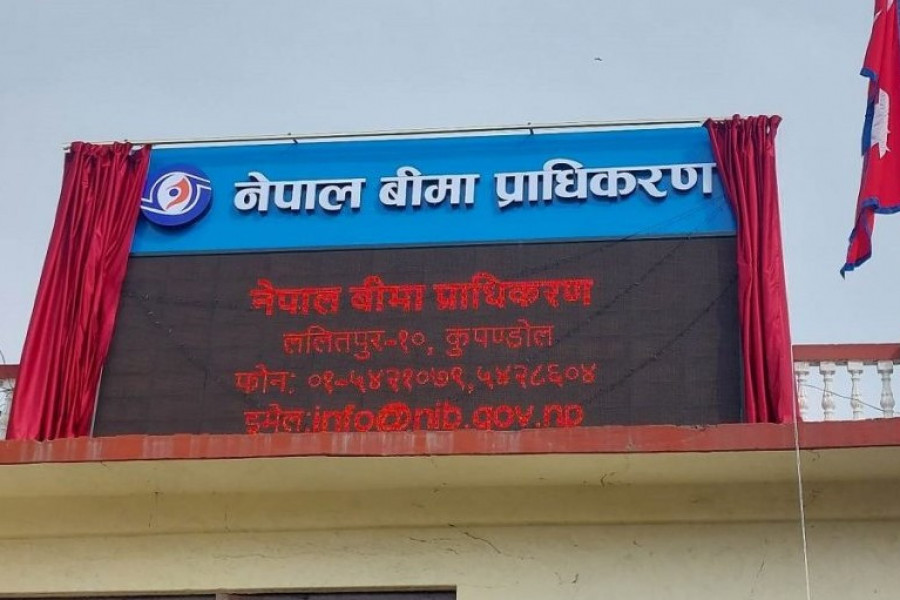 नेपाल बीमा प्राधिकरण
नेपाल बीमा प्राधिकरण
ललितपुर-१०, कुपण्डोल
फोन: ०१-५४२१०७९,५४२८६०४
इमेल:info@nib.gov.np